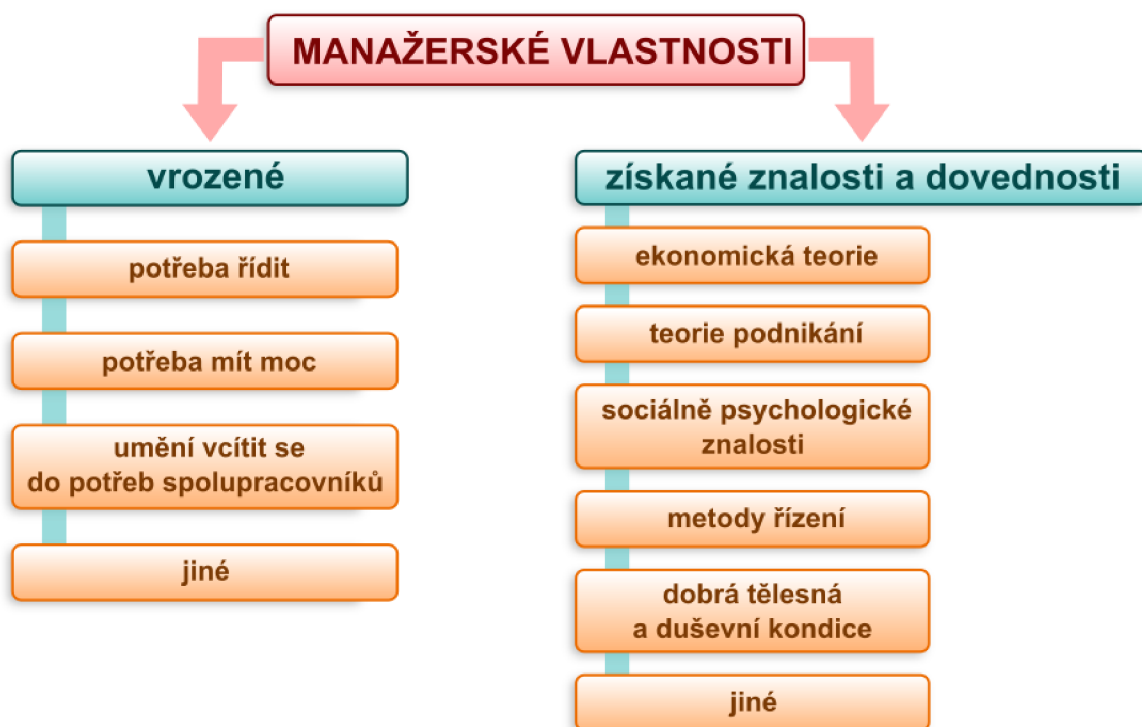 MANAŽERSKÉ VLASTNOSTI
vrozené
potřeba řídit
potřeba mít moc
umění vcítit se
do potřeb spolupracovníků
jiné
získané znalosti a dovednosti
ekonomická teorie
teorie podnikání
sociálně psychologické
znalosti
metody řízení
dobrá tělesná
a duševní kondice
jiné